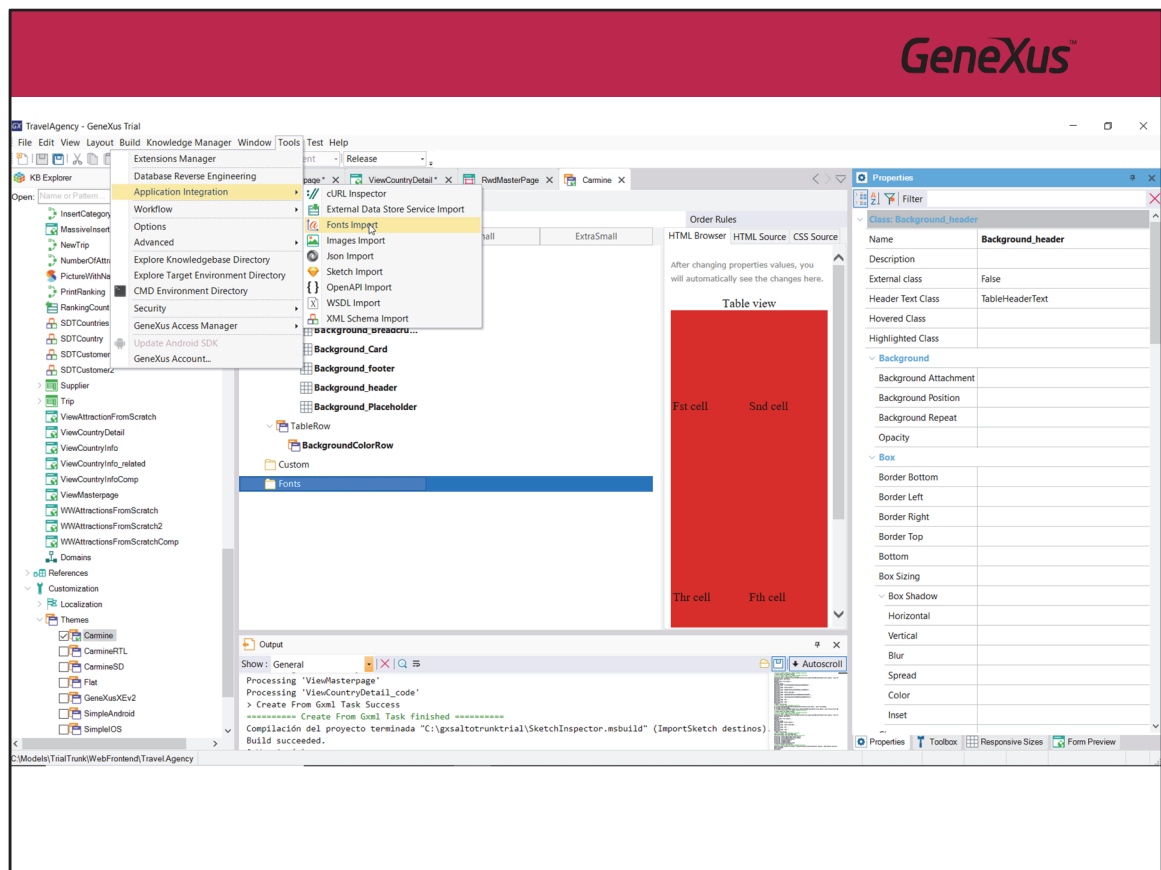 GeneXus™
TravelAgency - GeneXus Trial
File Edit View Layout Build Knowledge Manager Window Tools Test Help
Release
KB Explorer
Open: Name or Pattern...
InsertCategory
MassiveInsert
NewTrip
NumberOfAttra
PictureWithNa
PrintRanking
RankingCount
SDTCountries
SDTCountry
SDTCustomer
SDTCustomer2
Supplier
Trip
ViewAttractionFromScratch
ViewCountryDetail
ViewCountryInfo
ViewCountryInfo_related
ViewCountryInfoComp
ViewMasterpage
WWAttractionsFromScratch
WWAttractionsFromScratch2
WWAttractionsFromScratchComp
Domains
References
Customization
Localization
Themes
Carmine
CarmineRTL
CarmineSD
Flat
GeneXusXEv2
SimpleAndroid
SimpleIOS
Extensions Manager
Database Reverse Engineering
Application Integration
Workflow
Options
Advanced
Explore Knowledgebase Directory
Explore Target Environment Directory
CMD Environment Directory
Security
GeneXus Access Manager
Update Android SDK
GeneXus Account...
cURL Inspector
External Data Store Service Import
Fonts Import
Images Import
Json Import
Sketch Import
OpenAPI Import
WSDL Import
XML Schema Import
page * ViewCountryDetail * RwdMasterPage Carmine
ExtraSmall
Background_Breadcru...
Background_Card
Background_footer
Background_header
Background_Placeholder
TableRow
BackgroundColorRow
Custom
Fonts
Order Rules
HTML Browser HTML Source CSS Source
After changing properties values, you
will automatically see the changes here.
Table view
Fst cell Snd cell
Thr cell Fth cell
Output
Show: General Autoscroll
Processing 'ViewMasterpage'
Processing 'ViewCountryDetail_code'
> Create From Gxml Task Success
========== Create From Gxml Task finished ==========
Compilación del proyecto terminada "C:\gxsaltotrunktrial\SketchInspector.msbuild" (ImportSketch destinos).
Build succeeded.
Properties
Filter
Class: Background_header
Name Background_header
Description
External class False
Header Text Class TableHeaderText
Hovered Class
Highlighted Class
Background
Background Attachment
Background Position
Background Repeat
Opacity
Box
Border Bottom
Border Left
Border Right
Border Top
Bottom
Box Sizing
Box Shadow
Horizontal
Vertical
Blur
Spread
Color
Inset
Properties Toolbox Responsive Sizes Form Preview
C:\Models\TrialTrunk\WebFrontend\TravelAgency